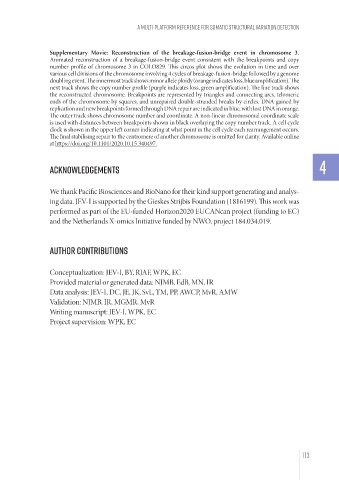 A MULTI PLATFORM REFERENCE FOR SOMATIC STRUCTURAL VARIATION DETECTION
Supplementary Movie: Reconstruction of the breakage-fusion-bridge event in chromosome 3.
Animated reconstruction of a breakage-fusion-bridge event consistent with the breakpoints and copy
number profile of chromosome 3 in COLO829. This circos plot shows the evolution in time and over
various cell divisions of the chromosome involving 4 cycles of breakage-fusion-bridge followed by a genome
doubling event. The innermost track shows minor allele ploidy (orange indicates loss, blue amplification). The
next track shows the copy number profile (purple indicates loss, green amplification). The line track shows
the reconstructed chromosome. Breakpoints are represented by triangles and connecting arcs, telomeric
ends of the chromosome by squares, and unrepaired double-stranded breaks by circles. DNA gained by
replication and new breakpoints formed through DNA repair are indicated in blue, with lost DNA in orange.
The outer track shows chromosome number and coordinate. A non-linear chromosomal coordinate scale
is used with distances between breakpoints shown in black overlaying the copy number track. A cell cycle
clock is shown in the upper left corner indicating at what point in the cell cycle each rearrangement occurs.
The final stabilising repair to the centromere of another chromosome is omitted for clarity. Available online
at https://doi.org/10.1101/2020.10.15.340497.
ACKNOWLEDGEMENTS
4
We thank Pacific Biosciences and BioNano for their kind support generating and analys-
ing data. JEV-I is supported by the Gieskes Strijbis Foundation (1816199). This work was
performed as part of the EU-funded Horizon2020 EUCANcan project (funding to EC)
and the Netherlands X-omics Initiative funded by NWO, project 184.034.019.
AUTHOR CONTRIBUTIONS
Conceptualization: JEV-I, BY, RJAF, WPK, EC
Provided material or generated data: NJMB, EdB, MN, IR
Data analysis: JEV-I, DC, JE, JK, SvL, TM, PP, AWCP, MvR, AMW
Validation: NJMB, IR, MGMR, MvR
Writing manuscript: JEV-I, WPK, EC
Project supervision: WPK, EC
113